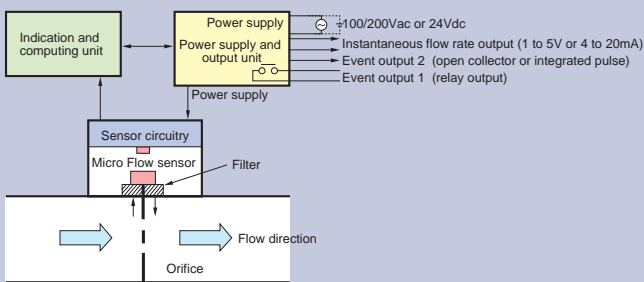 Indication and
computing unit
Power supply
Power supply and
output unit
100/200Vac or 24Vdc
Instantaneous flow rate output (1 to 5V or 4 to 20mA)
Event output 2 (open collector or integrated pulse)
Event output 1 (relay output)
Power supply
Sensor circuitry
Micro Flow sensor
Filter
Flow direction
Orifice